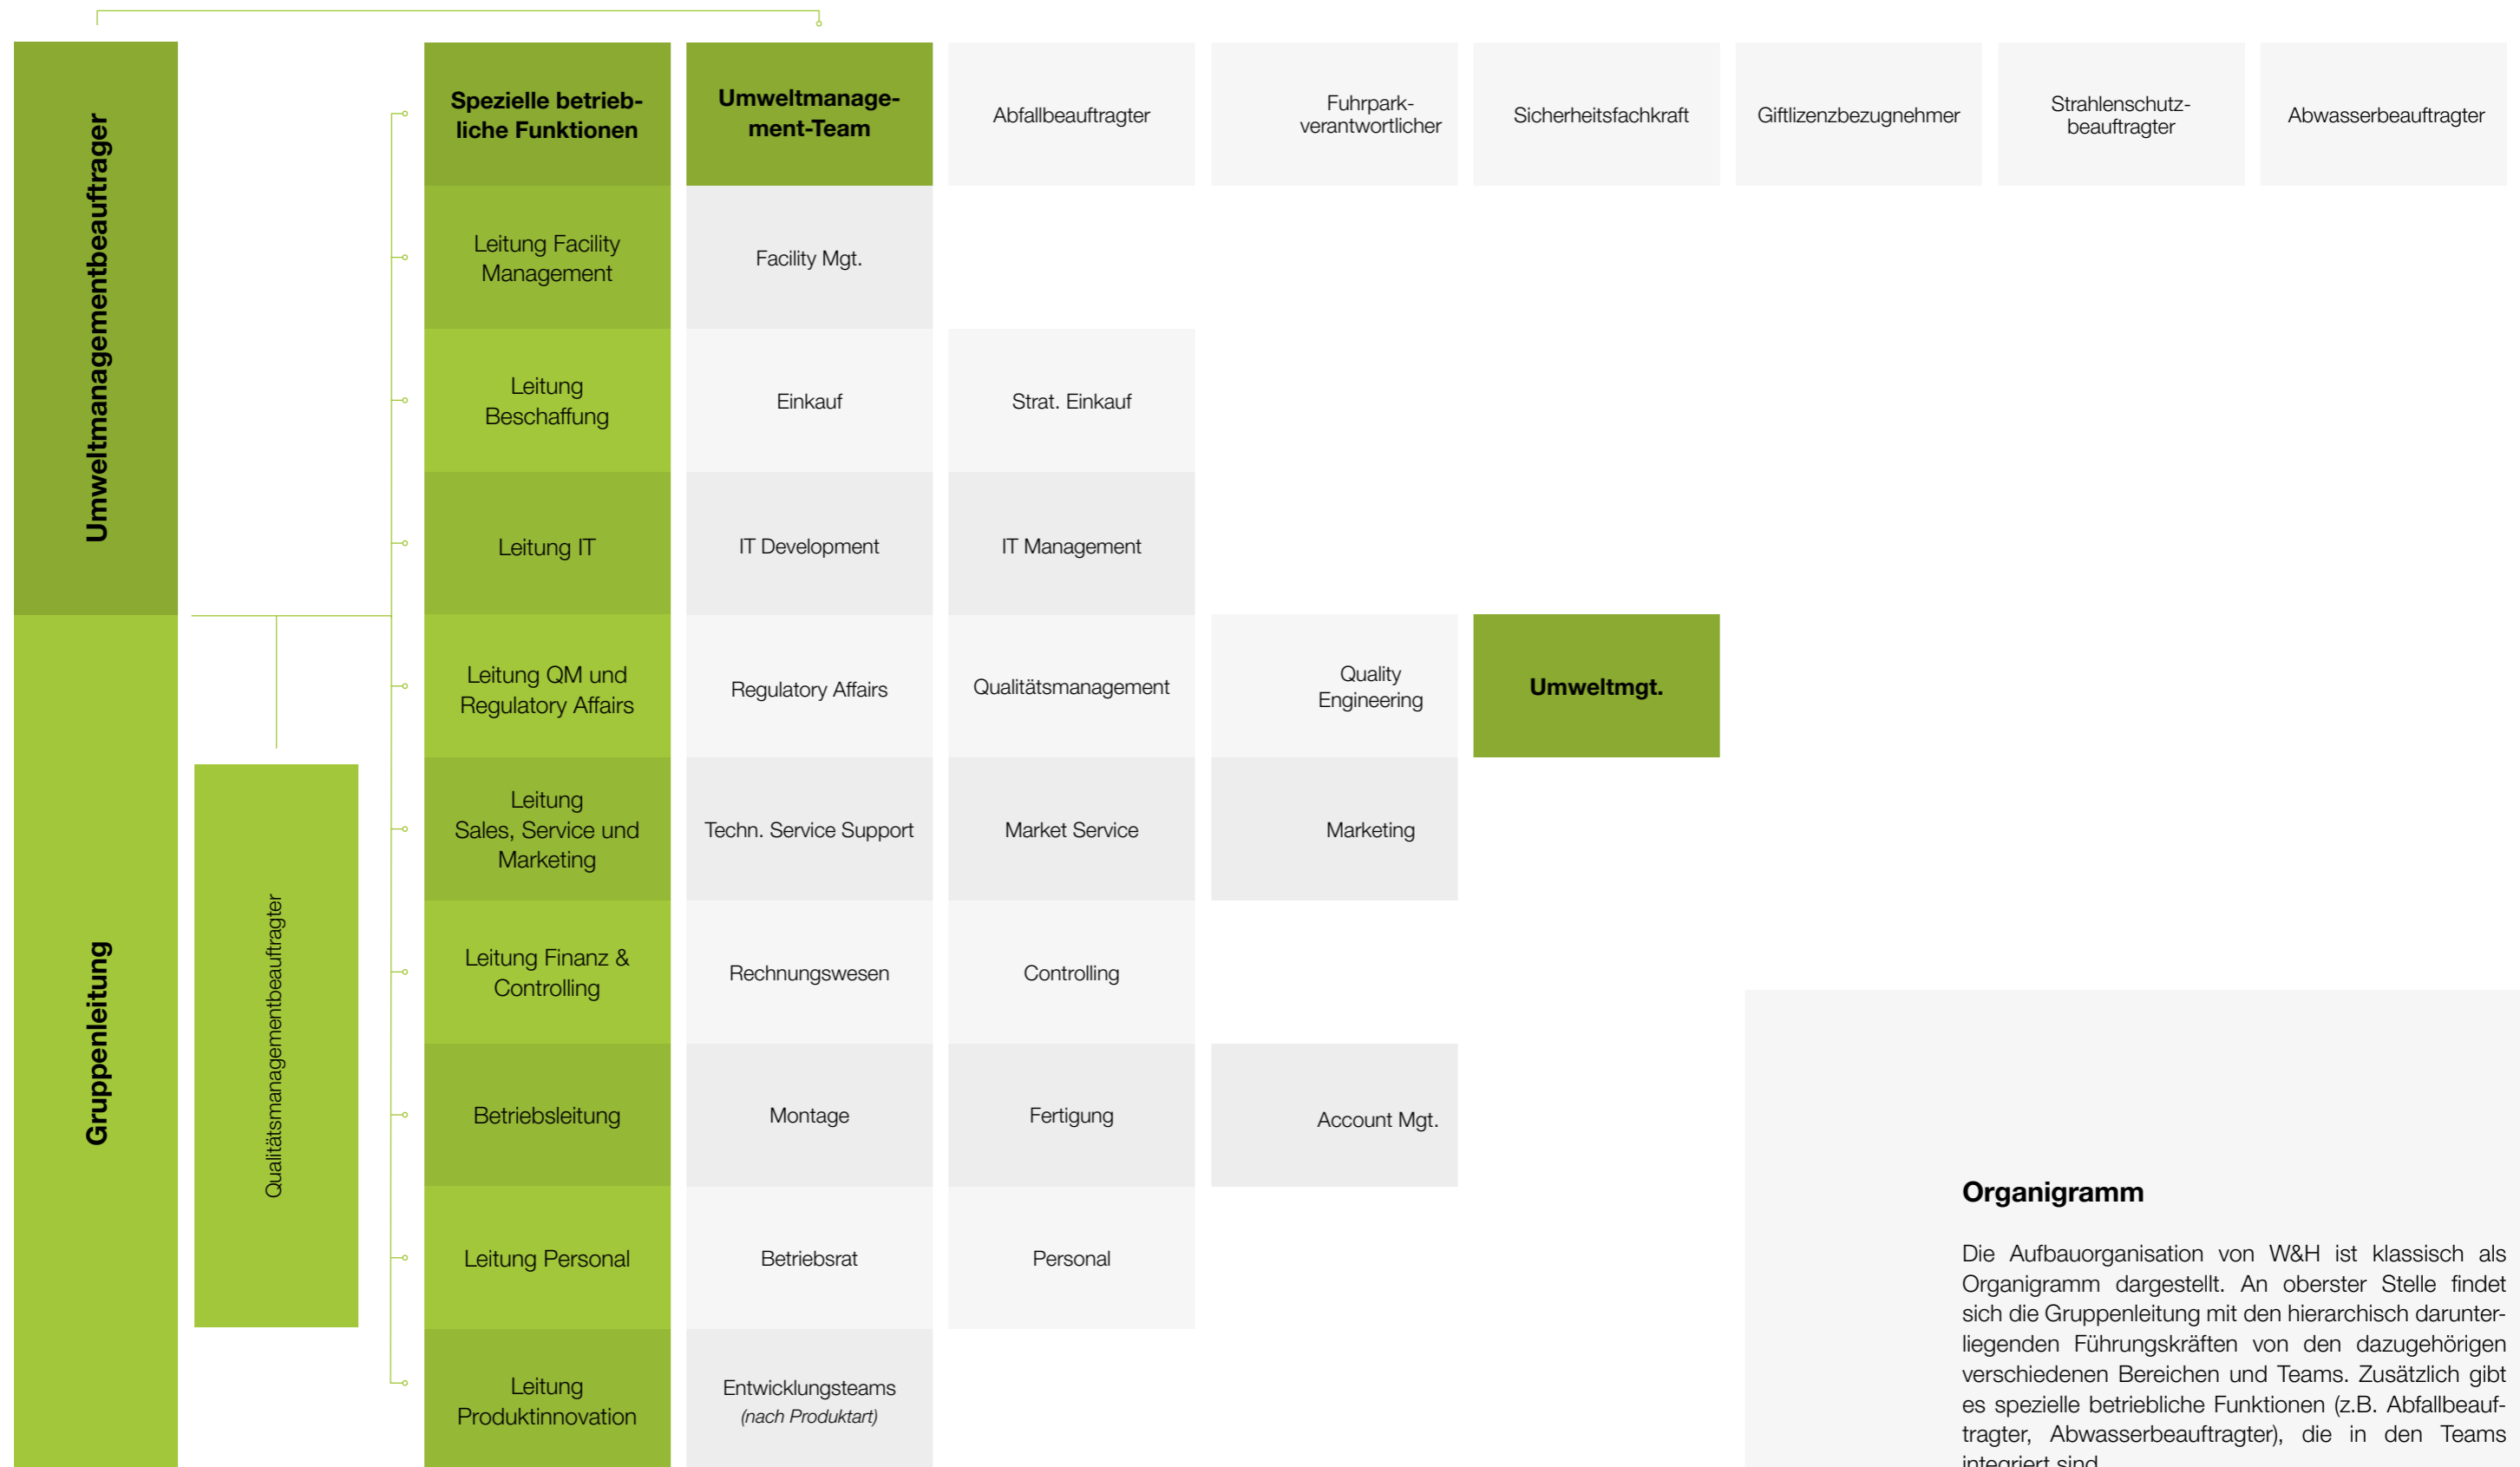 Umweltmanagementbeauftrager
Gruppenleitung
Qualitätsmanagementbeauftragter
Spezielle betrieb-
liche Funktionen
Umweltmanage-
ment-Team
Abfallbeauftragter
Fuhrpark-
verantwortlicher
Sicherheitsfachkraft
Giftlizenzbezugnehmer
Strahlenschutz-
beauftragter
Abwasserbeauftragter
Leitung Facility
Management
Facility Mgt.
Leitung
Beschaffung
Einkauf
Strat. Einkauf
Leitung IT
IT Development
IT Management
Leitung QM und
Regulatory Affairs
Regulatory Affairs
Qualitätsmanagement
Quality
Engineering
Umweltmgt.
Leitung
Sales, Service und
Marketing
Techn. Service Support
Market Service
Marketing
Leitung Finanz &
Controlling
Rechnungswesen
Controlling
Betriebsleitung
Montage
Fertigung
Account Mgt.
Leitung Personal
Betriebsrat
Personal
Leitung
Produktinnovation
Entwicklungsteams
(nach Produktart)
Organigramm
Die Aufbauorganisation von W&H ist klassisch als
Organigramm dargestellt. An oberster Stelle findet
sich die Gruppenleitung mit den hierarchisch darunter-
liegenden Führungskräften von den dazugehörigen
verschiedenen Bereichen und Teams. Zusätzlich gibt
es spezielle betriebliche Funktionen (z.B. Abfallbeauf-
tragter, Abwasserbeauftragter), die in den Teams
integriert sind